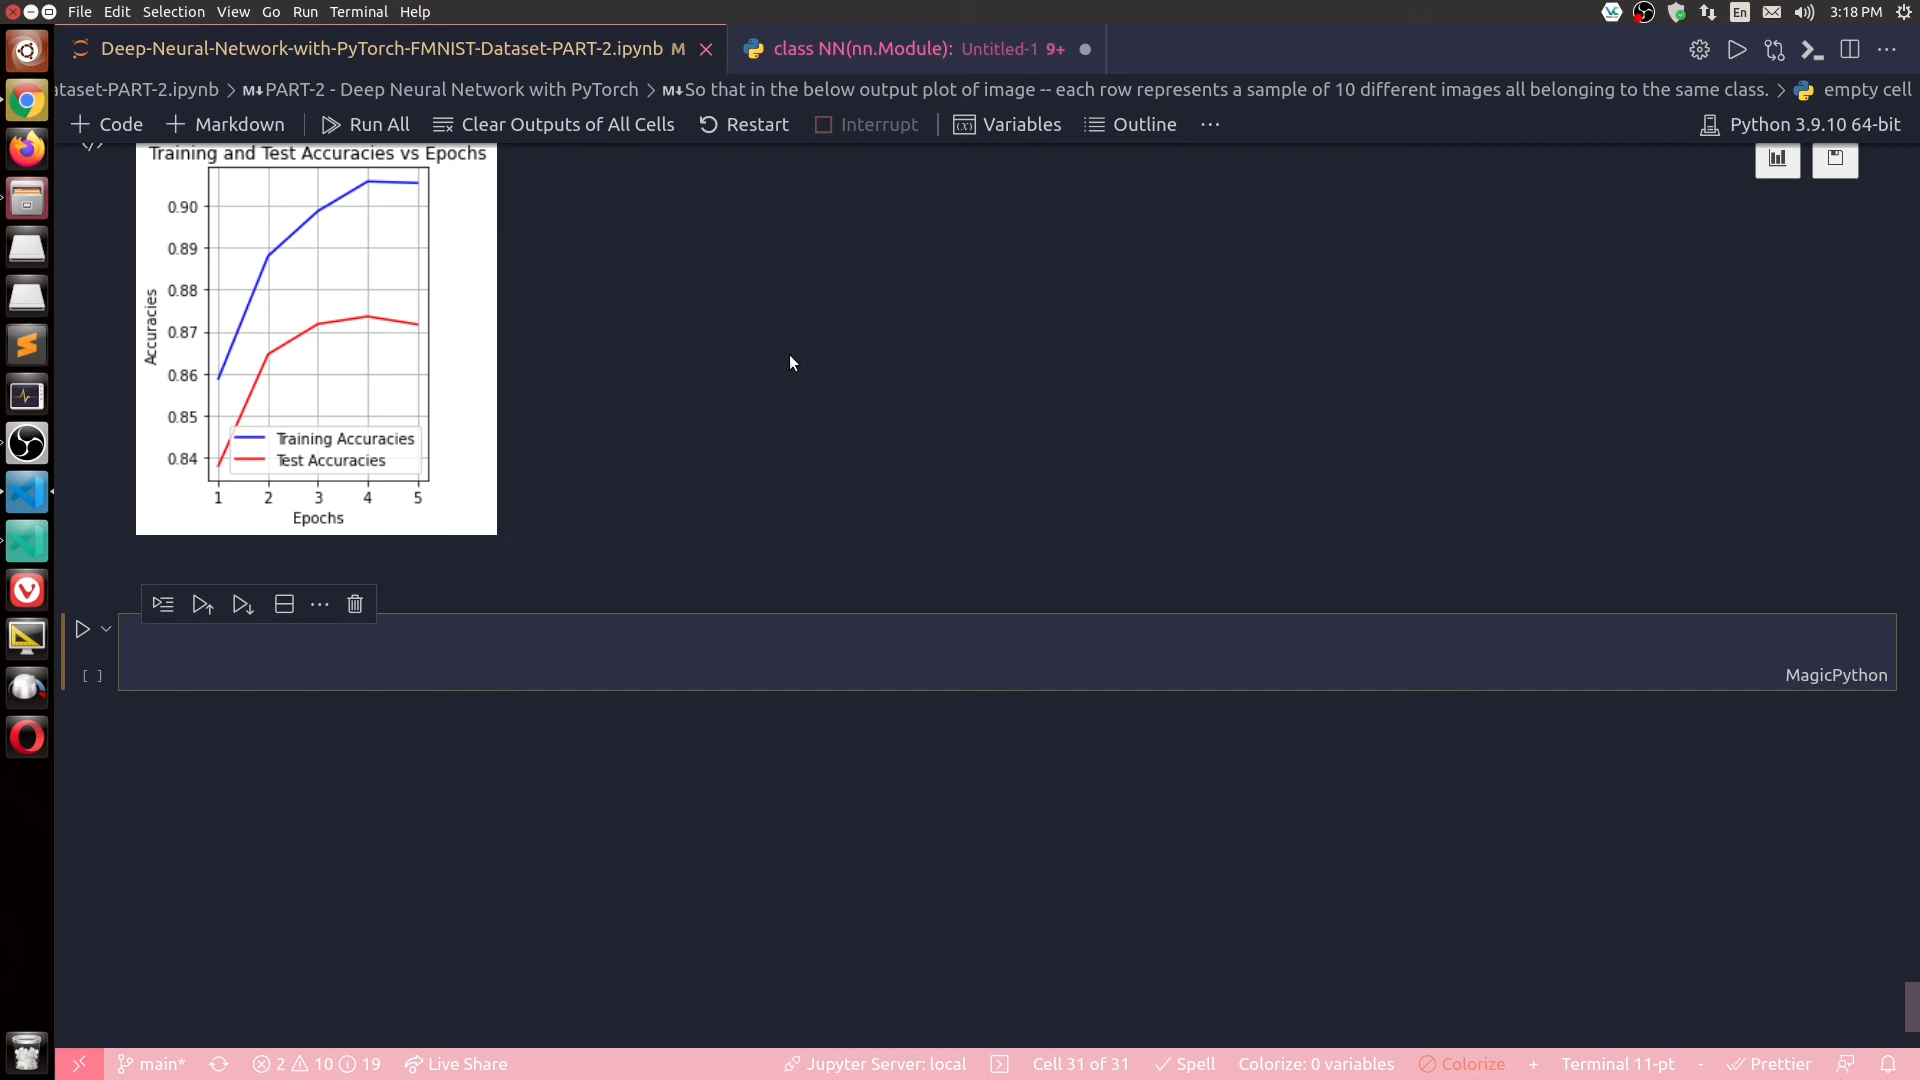 File Edit Selection View Go Run Terminal Help En 3:18 PM
Deep-Neural-Network-with-PyTorch-FMNIST-Dataset-PART-2.ipynb M class NN(nn.Module): Untitled-1 9+
ataset-PART-2.ipynb > M↓PART-2 - Deep Neural Network with PyTorch > M↓So that in the below output plot of image -- each row represents a sample of 10 different images all belonging to the same class. > empty cell
+ Code + Markdown Run All Clear Outputs of All Cells Restart Interrupt Variables Outline ··· Python 3.9.10 64-bit
Training and Test Accuracies vs Epochs
0.90
0.89
0.88
0.87
0.86
0.85
0.84
Accuracies
Training Accuracies
Test Accuracies
1 2 3 4 5
Epochs
[ ]
MagicPython
main* 2 10 19 Live Share Jupyter Server: local Cell 31 of 31 Spell Colorize: 0 variables Colorize + Terminal 11-pt - Prettier